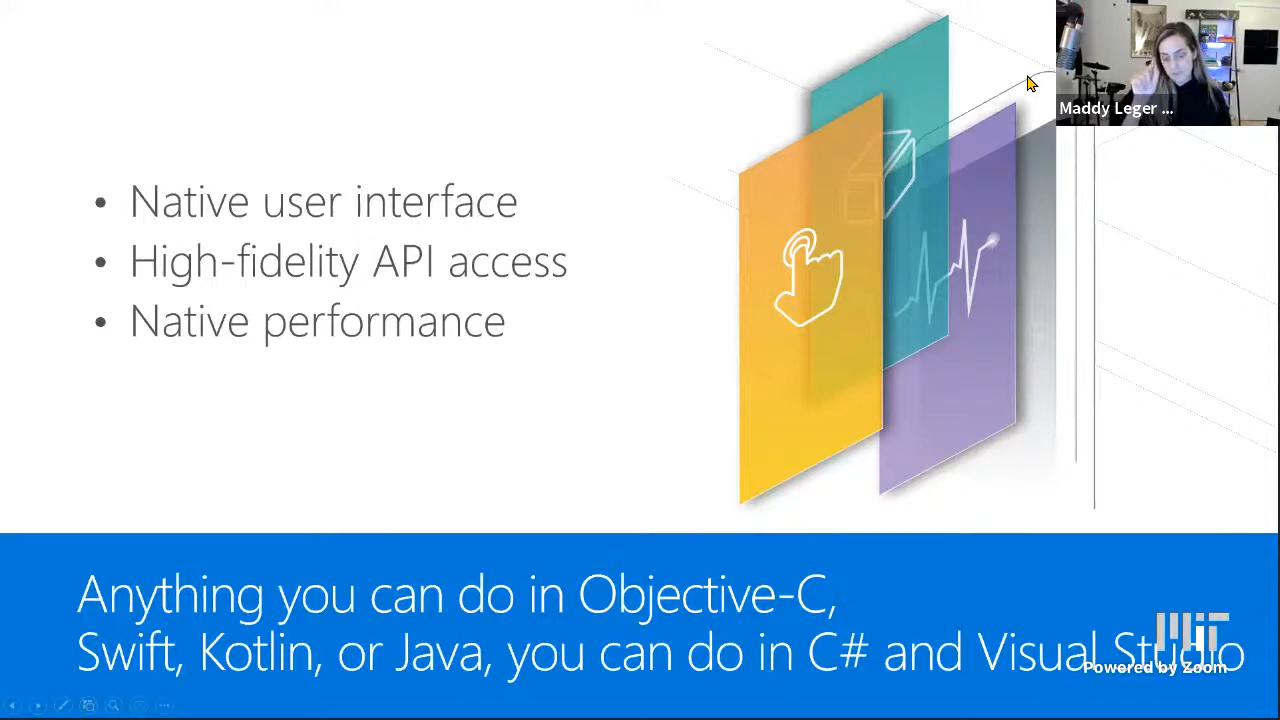 Maddy Leger ...
• Native user interface
• High-fidelity API access
• Native performance
Anything you can do in Objective-C,
Swift, Kotlin, or Java, you can do in C# and Visual Studio
MIT
Powered by Zoom